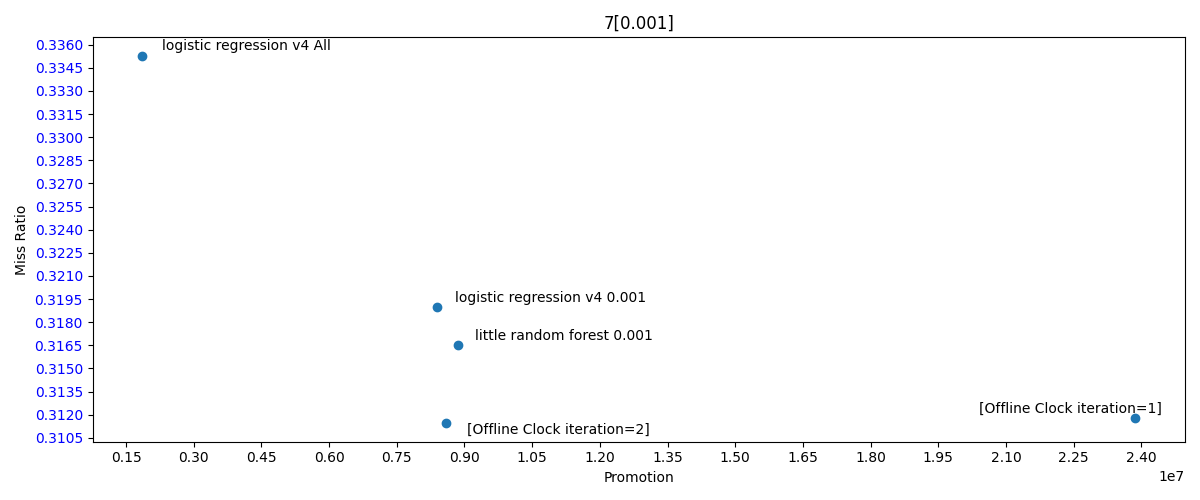 7[0.001]
0.3360
0.3345
0.3330
0.3315
0.3300
0.3285
0.3270
0.3255
0.3240
0.3225
0.3210
0.3195
0.3180
0.3165
0.3150
0.3135
0.3120
0.3105
Miss Ratio
logistic regression v4 All
logistic regression v4 0.001
little random forest 0.001
[Offline Clock iteration=1]
[Offline Clock iteration=2]
0.15 0.30 0.45 0.60 0.75 0.90 1.05 1.20 1.35 1.50 1.65 1.80 1.95 2.10 2.25 2.40
1e7
Promotion